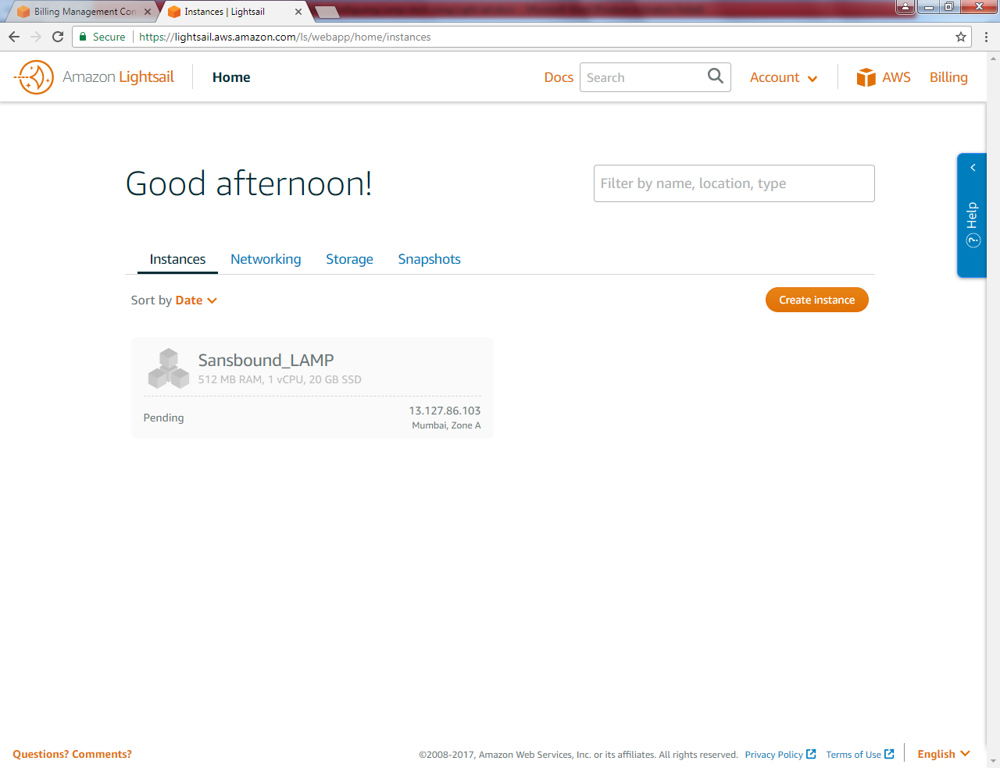 Billing Management Con
Instances | Lightsail
Secure
https://lightsail.aws.amazon.com/ls/webapp/home/instances
Amazon Lightsail
Home
Docs
Search
Account
AWS
Billing
Good afternoon!
Filter by name, location, type
Help
Instances
Networking
Storage
Snapshots
Sort by Date
Create instance
Sansbound_LAMP
512 MB RAM, 1 vCPU, 20 GB SSD
Pending
13.127.86.103
Mumbai, Zone A
Questions? Comments?
©2008-2017, Amazon Web Services, Inc. or its affiliates. All rights reserved.
Privacy Policy
Terms of Use
English